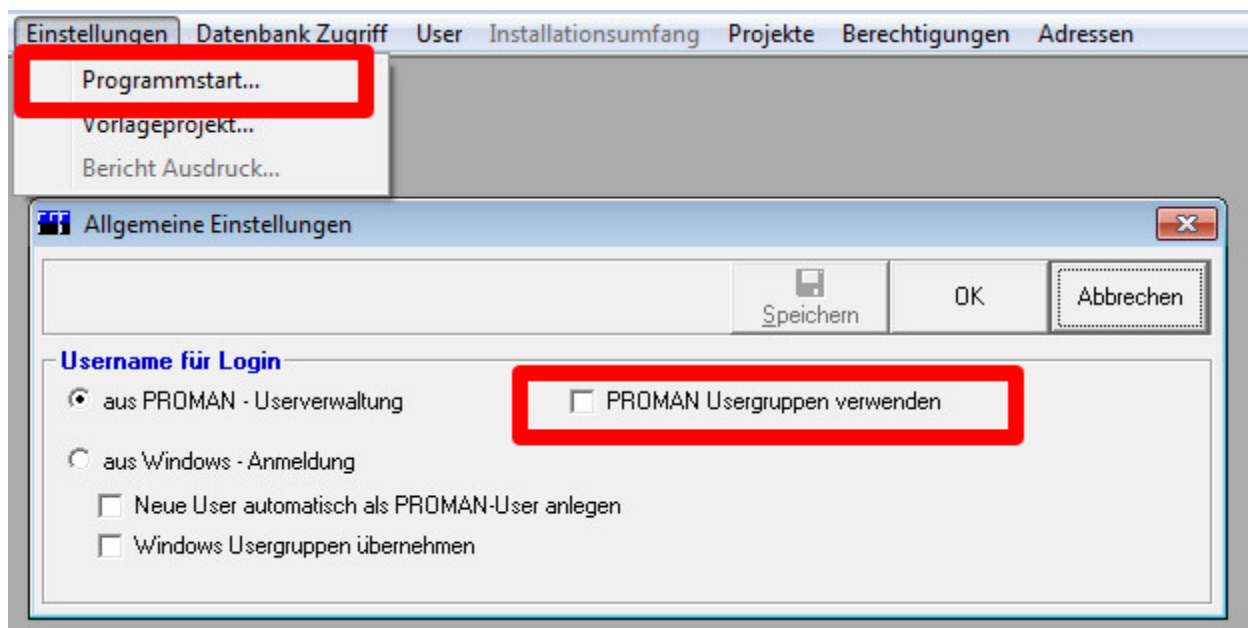 Einstellungen Datenbank Zugriff User Installationsumfang Projekte Berechtigungen Adressen
Programmstart...
Vorlageprojekt...
Bericht Ausdruck...
Allgemeine Einstellungen
Speichern OK Abbrechen
Username für Login
aus PROMAN - Userverwaltung PROMAN Usergruppen verwenden
aus Windows - Anmeldung
Neue User automatisch als PROMAN-User anlegen
Windows Usergruppen übernehmen